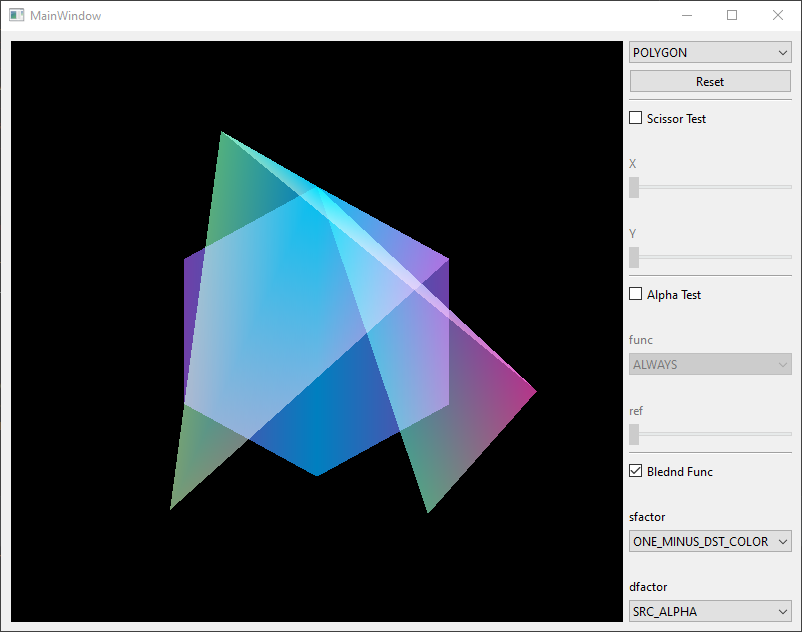 MainWindow
POLYGON
Reset
Scissor Test
X
Y
Alpha Test
func
ALWAYS
ref
Blednd Func
sfactor
ONE_MINUS_DST_COLOR
dfactor
SRC_ALPHA